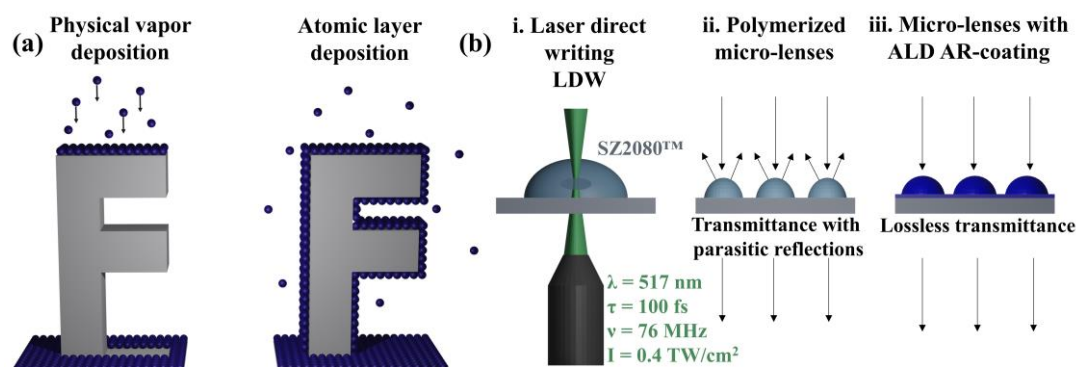 (a)
Physical vapor
deposition
Atomic layer
deposition
(b)
i. Laser direct
writing
LDW
SZ2080™
λ = 517 nm
τ = 100 fs
ν = 76 MHz
I = 0.4 TW/cm²
ii. Polymerized
micro-lenses
Transmittance with
parasitic reflections
iii. Micro-lenses with
ALD AR-coating
Lossless transmittance